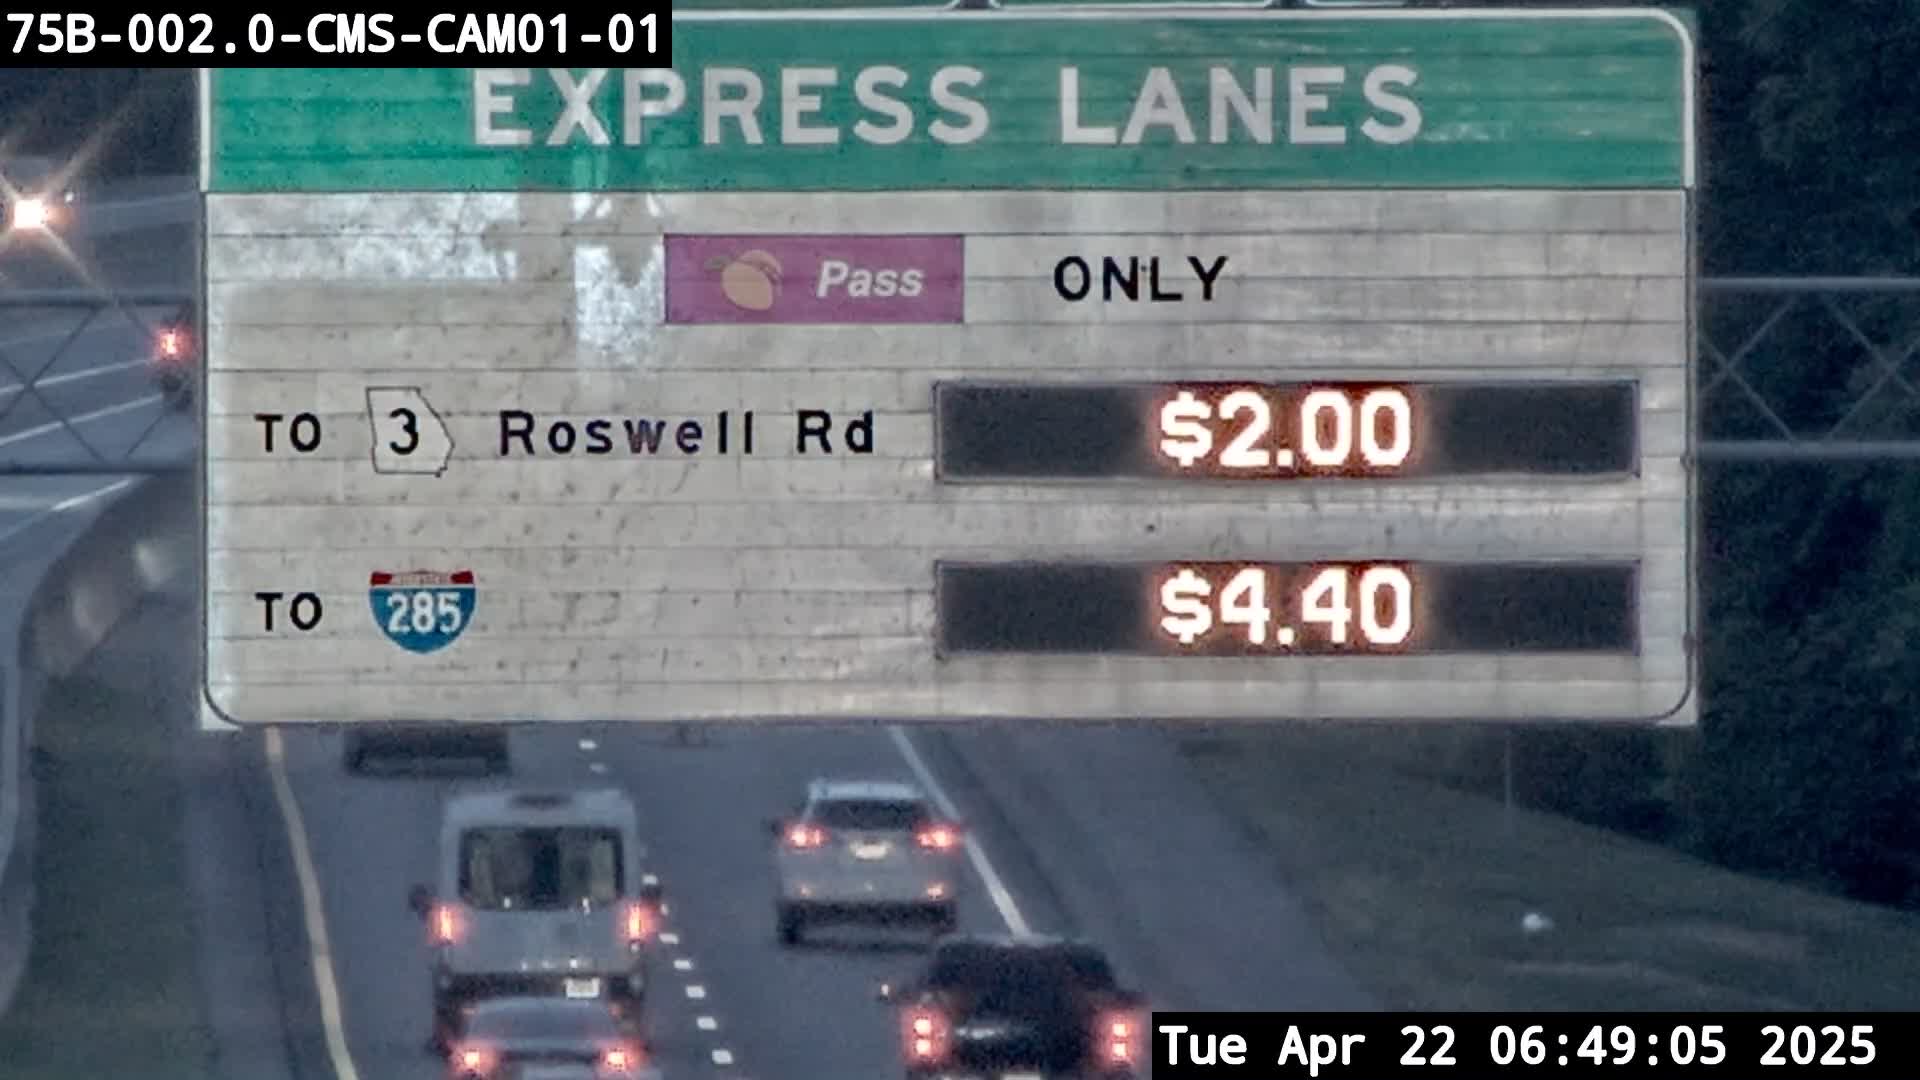 75B-002.0-CMS-CAM01-01
EXPRESS LANES
Pass ONLY
TO 3 Roswell Rd $2.00
TO 285 $4.40
Tue Apr 22 06:49:05 2025